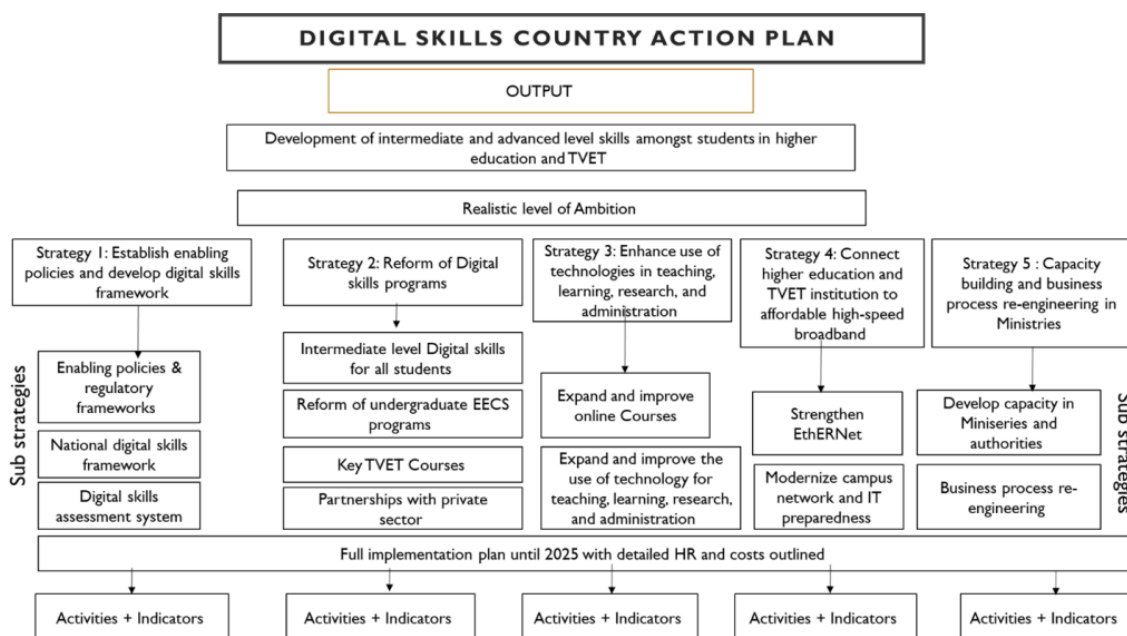 DIGITAL SKILLS COUNTRY ACTION PLAN
OUTPUT
Development of intermediate and advanced level skills amongst students in higher
education and TVET
Realistic level of Ambition
Strategy 1: Establish enabling
policies and develop digital skills
framework
Strategy 2: Reform of Digital
skills programs
Strategy 3: Enhance use of
technologies in teaching,
learning, research, and
administration
Strategy 4: Connect
higher education and
TVET institution to
affordable high-speed
broadband
Strategy 5 : Capacity
building and business
process re-engineering in
Ministries
Sub strategies
Enabling policies &
regulatory
frameworks
National digital skills
framework
Digital skills
assessment system
Intermediate level Digital skills
for all students
Reform of undergraduate EECS
programs
Key TVET Courses
Partnerships with private
sector
Expand and improve
online Courses
Expand and improve the
use of technology for
teaching, learning, research,
and administration
Strengthen
EthERNet
Modernize campus
network and IT
preparedness
Develop capacity in
Miniseries and
authorities
Business process re-
engineering
Sub strategies
Full implementation plan until 2025 with detailed HR and costs outlined
Activities + Indicators
Activities + Indicators
Activities + Indicators
Activities + Indicators
Activities + Indicators